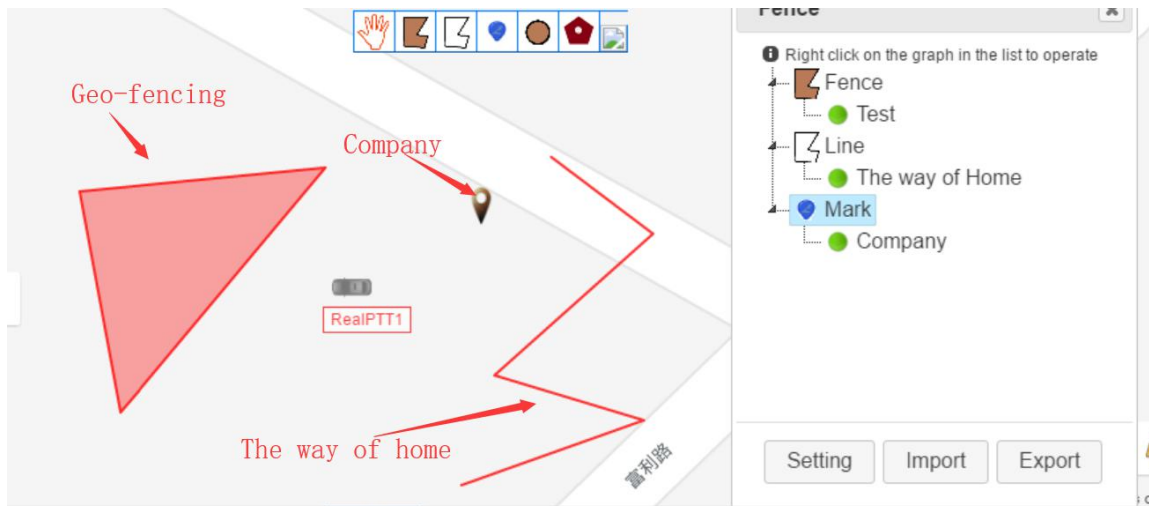 Geo-fencing
Company
RealPTT1
The way of home
富利路
Fence
Right click on the graph in the list to operate
Fence
Test
Line
The way of Home
Mark
Company
Setting
Import
Export